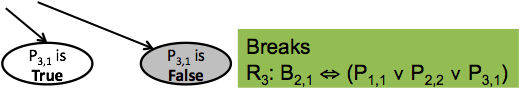 P₃,₁ is
True
P₃,₁ is
False
Breaks
R₃: B₂,₁ ⇔ (P₁,₁ ∨ P₂,₂ ∨ P₃,₁)